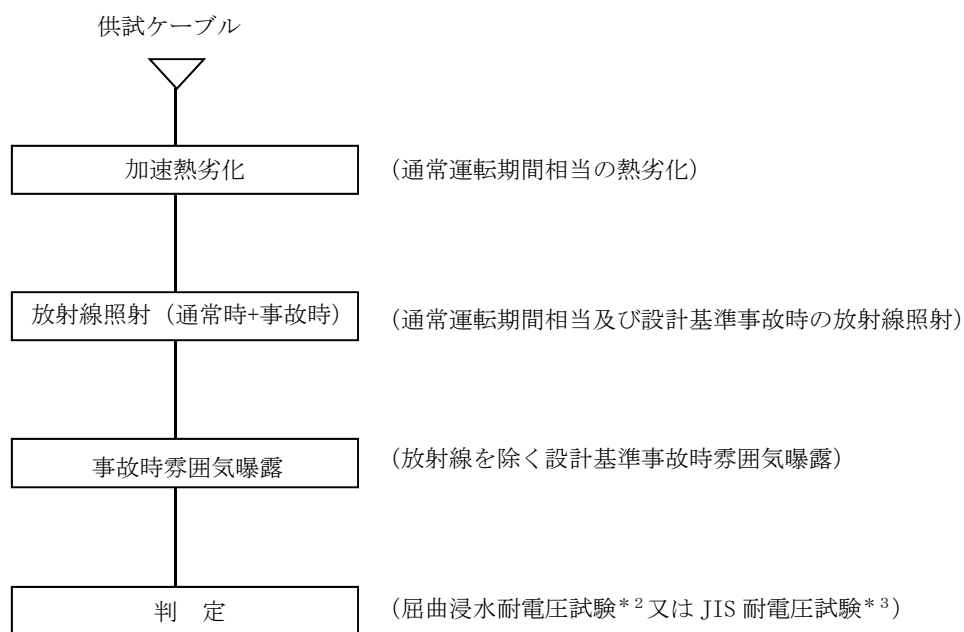 供試ケーブル
加速熱劣化 (通常運転期間相当の熱劣化)
放射線照射(通常時+事故時) (通常運転期間相当及び設計基準事故時の放射線照射)
事故時雰囲気曝露 (放射線を除く設計基準事故時雰囲気曝露)
判 定 (屈曲浸水耐電圧試験*2又は JIS 耐電圧試験*3)